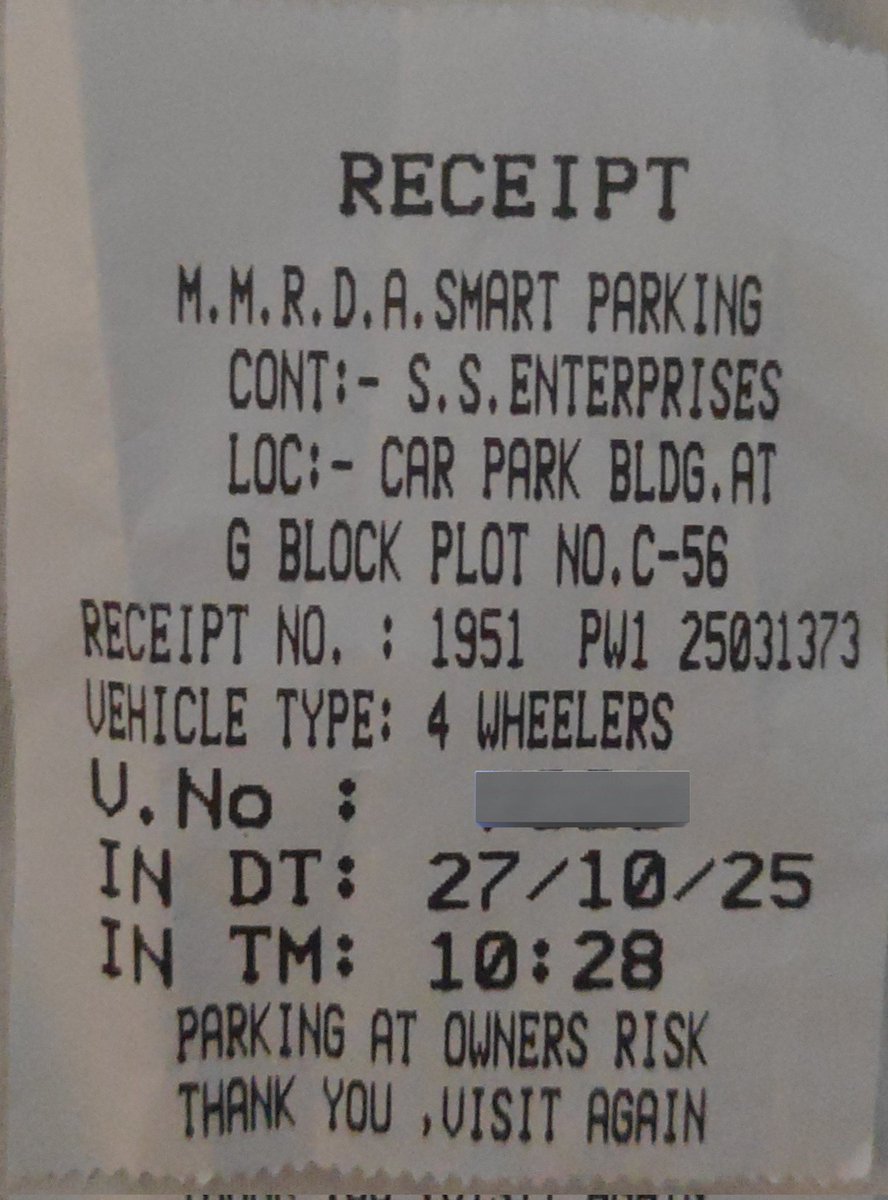 RECEIPT
M.M.R.D.A.SMART PARKING
CONT:- S.S.ENTERPRISES
LOC:- CAR PARK BLDG.AT
G BLOCK PLOT NO.C-56
RECEIPT NO. : 1951 PW1 25031373
VEHICLE TYPE: 4 WHEELERS
V.No :
IN DT: 27/10/25
IN TM: 10:28
PARKING AT OWNERS RISK
THANK YOU ,VISIT AGAIN